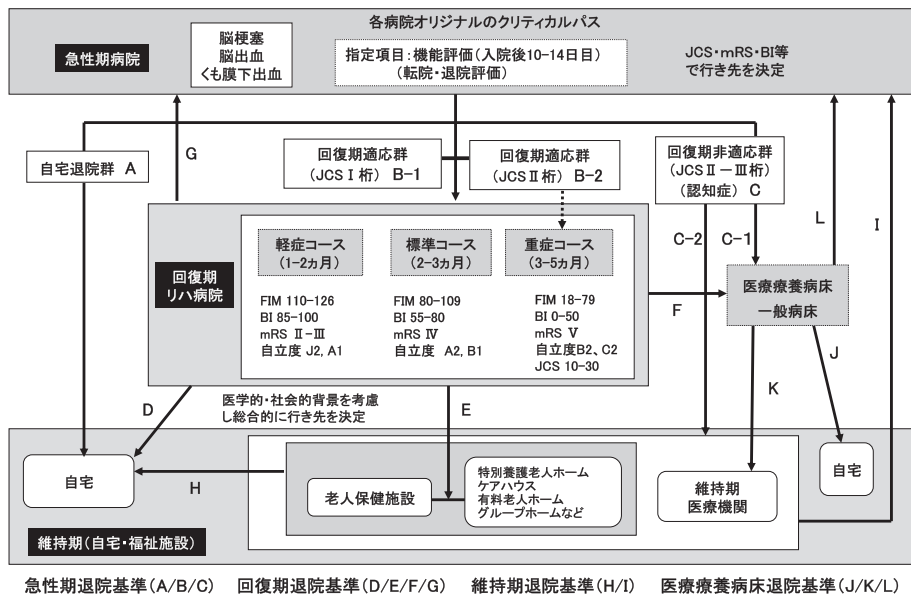 各病院オリジナルのクリティカルパス
急性期病院
脳梗塞
脳出血
くも膜下出血
指定項目：機能評価(入院後10-14日目)
(転院・退院評価)
JCS・mRS・BI等
で行き先を決定
自宅退院群 A
G
回復期適応群
(JCSⅠ桁) B-1
回復期適応群
(JCSⅡ桁) B-2
回復期非適応群
(JCSⅡ－Ⅲ桁)
(認知症) C
L
I
C-2
C-1
回復期
リハ病院
軽症コース
(1-2ヵ月)
標準コース
(2-3ヵ月)
重症コース
(3-5ヵ月)
FIM 110-126
BI 85-100
mRS Ⅱ-Ⅲ
自立度 J2, A1
FIM 80-109
BI 55-80
mRS Ⅳ
自立度 A2, B1
FIM 18-79
BI 0-50
mRS Ⅴ
自立度B2、C2
JCS 10-30
F
医療療養病床
一般病床
J
K
D
医学的・社会的背景を考慮
し総合的に行き先を決定
E
自宅
H
老人保健施設
特別養護老人ホーム
ケアハウス
有料老人ホーム
グループホームなど
維持期
医療機関
自宅
維持期(自宅・福祉施設)
急性期退院基準(A/B/C) 回復期退院基準(D/E/F/G) 維持期退院基準(H/I) 医療療養病床退院基準(J/K/L)